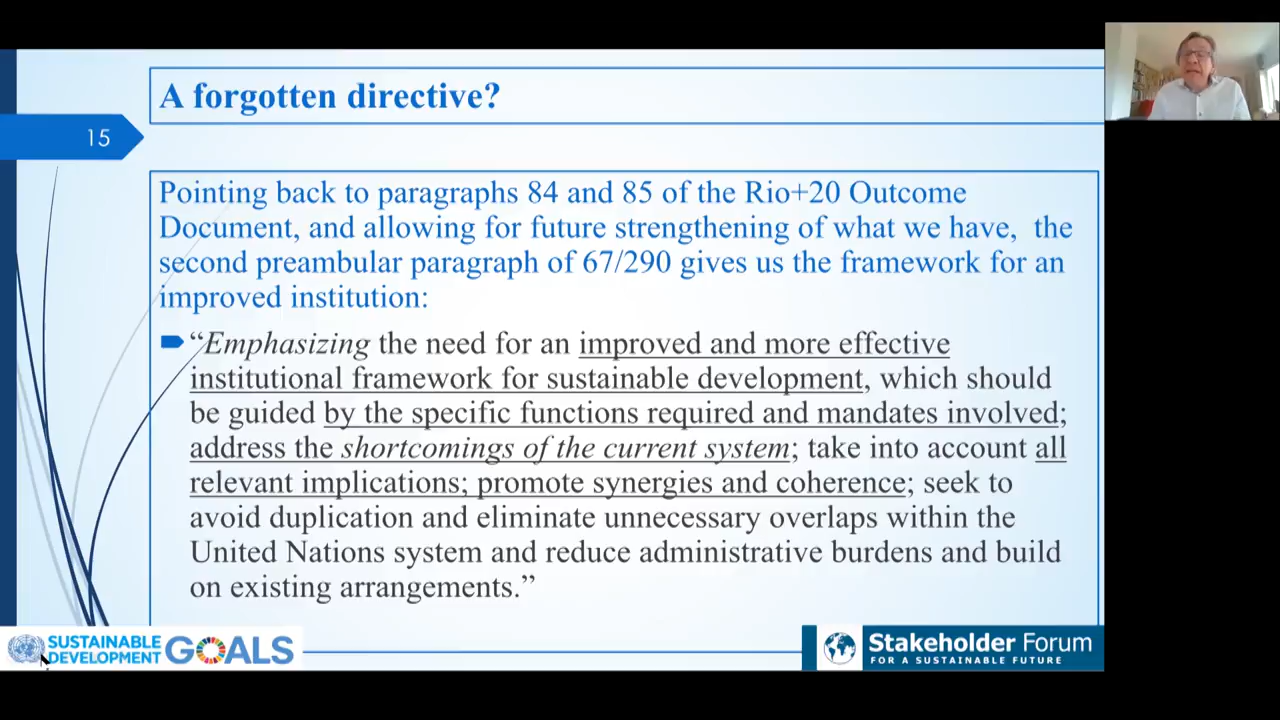 A forgotten directive?
15
Pointing back to paragraphs 84 and 85 of the Rio+20 Outcome
Document, and allowing for future strengthening of what we have, the
second preambular paragraph of 67/290 gives us the framework for an
improved institution:
“Emphasizing the need for an improved and more effective
institutional framework for sustainable development, which should
be guided by the specific functions required and mandates involved;
address the shortcomings of the current system; take into account all
relevant implications; promote synergies and coherence; seek to
avoid duplication and eliminate unnecessary overlaps within the
United Nations system and reduce administrative burdens and build
on existing arrangements.”
SUSTAINABLE
DEVELOPMENT
GOALS
Stakeholder Forum
FOR A SUSTAINABLE FUTURE